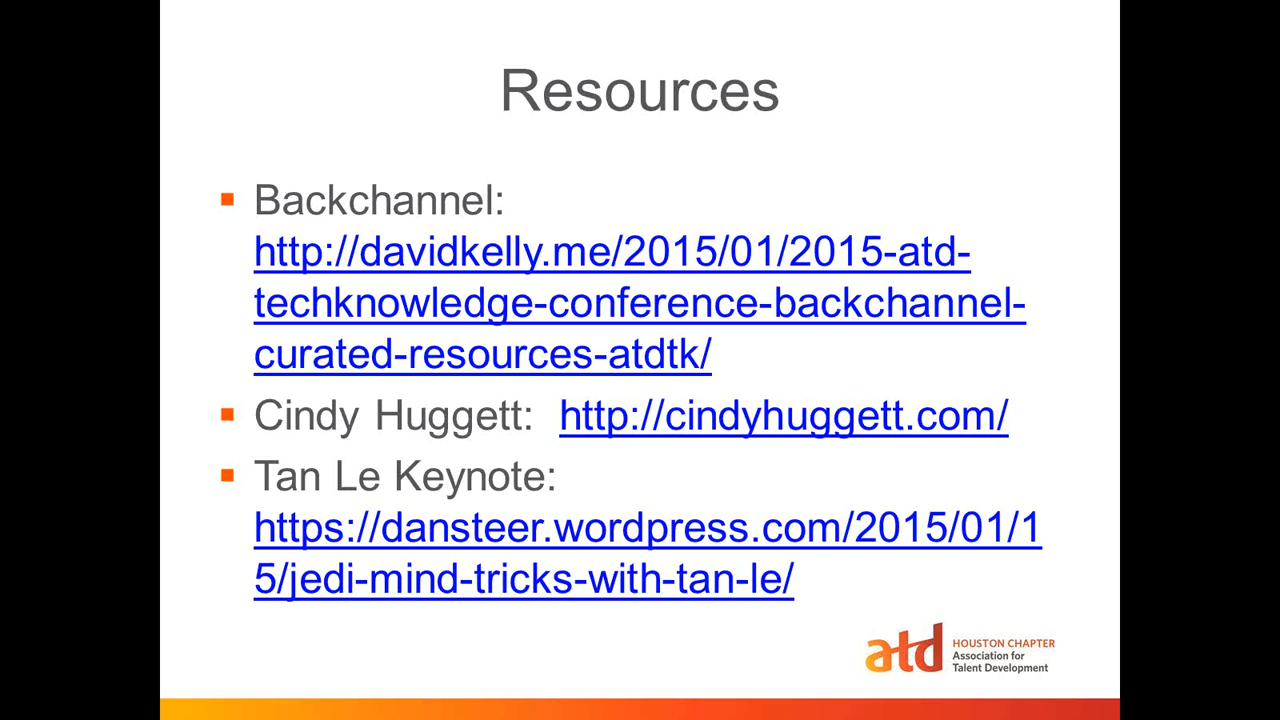 Resources
Backchannel:
http://davidkelly.me/2015/01/2015-atd-
techknowledge-conference-backchannel-
curated-resources-atdtk/
Cindy Huggett: http://cindyhuggett.com/
Tan Le Keynote:
https://dansteer.wordpress.com/2015/01/1
5/jedi-mind-tricks-with-tan-le/
atd
HOUSTON CHAPTER
Association for
Talent Development